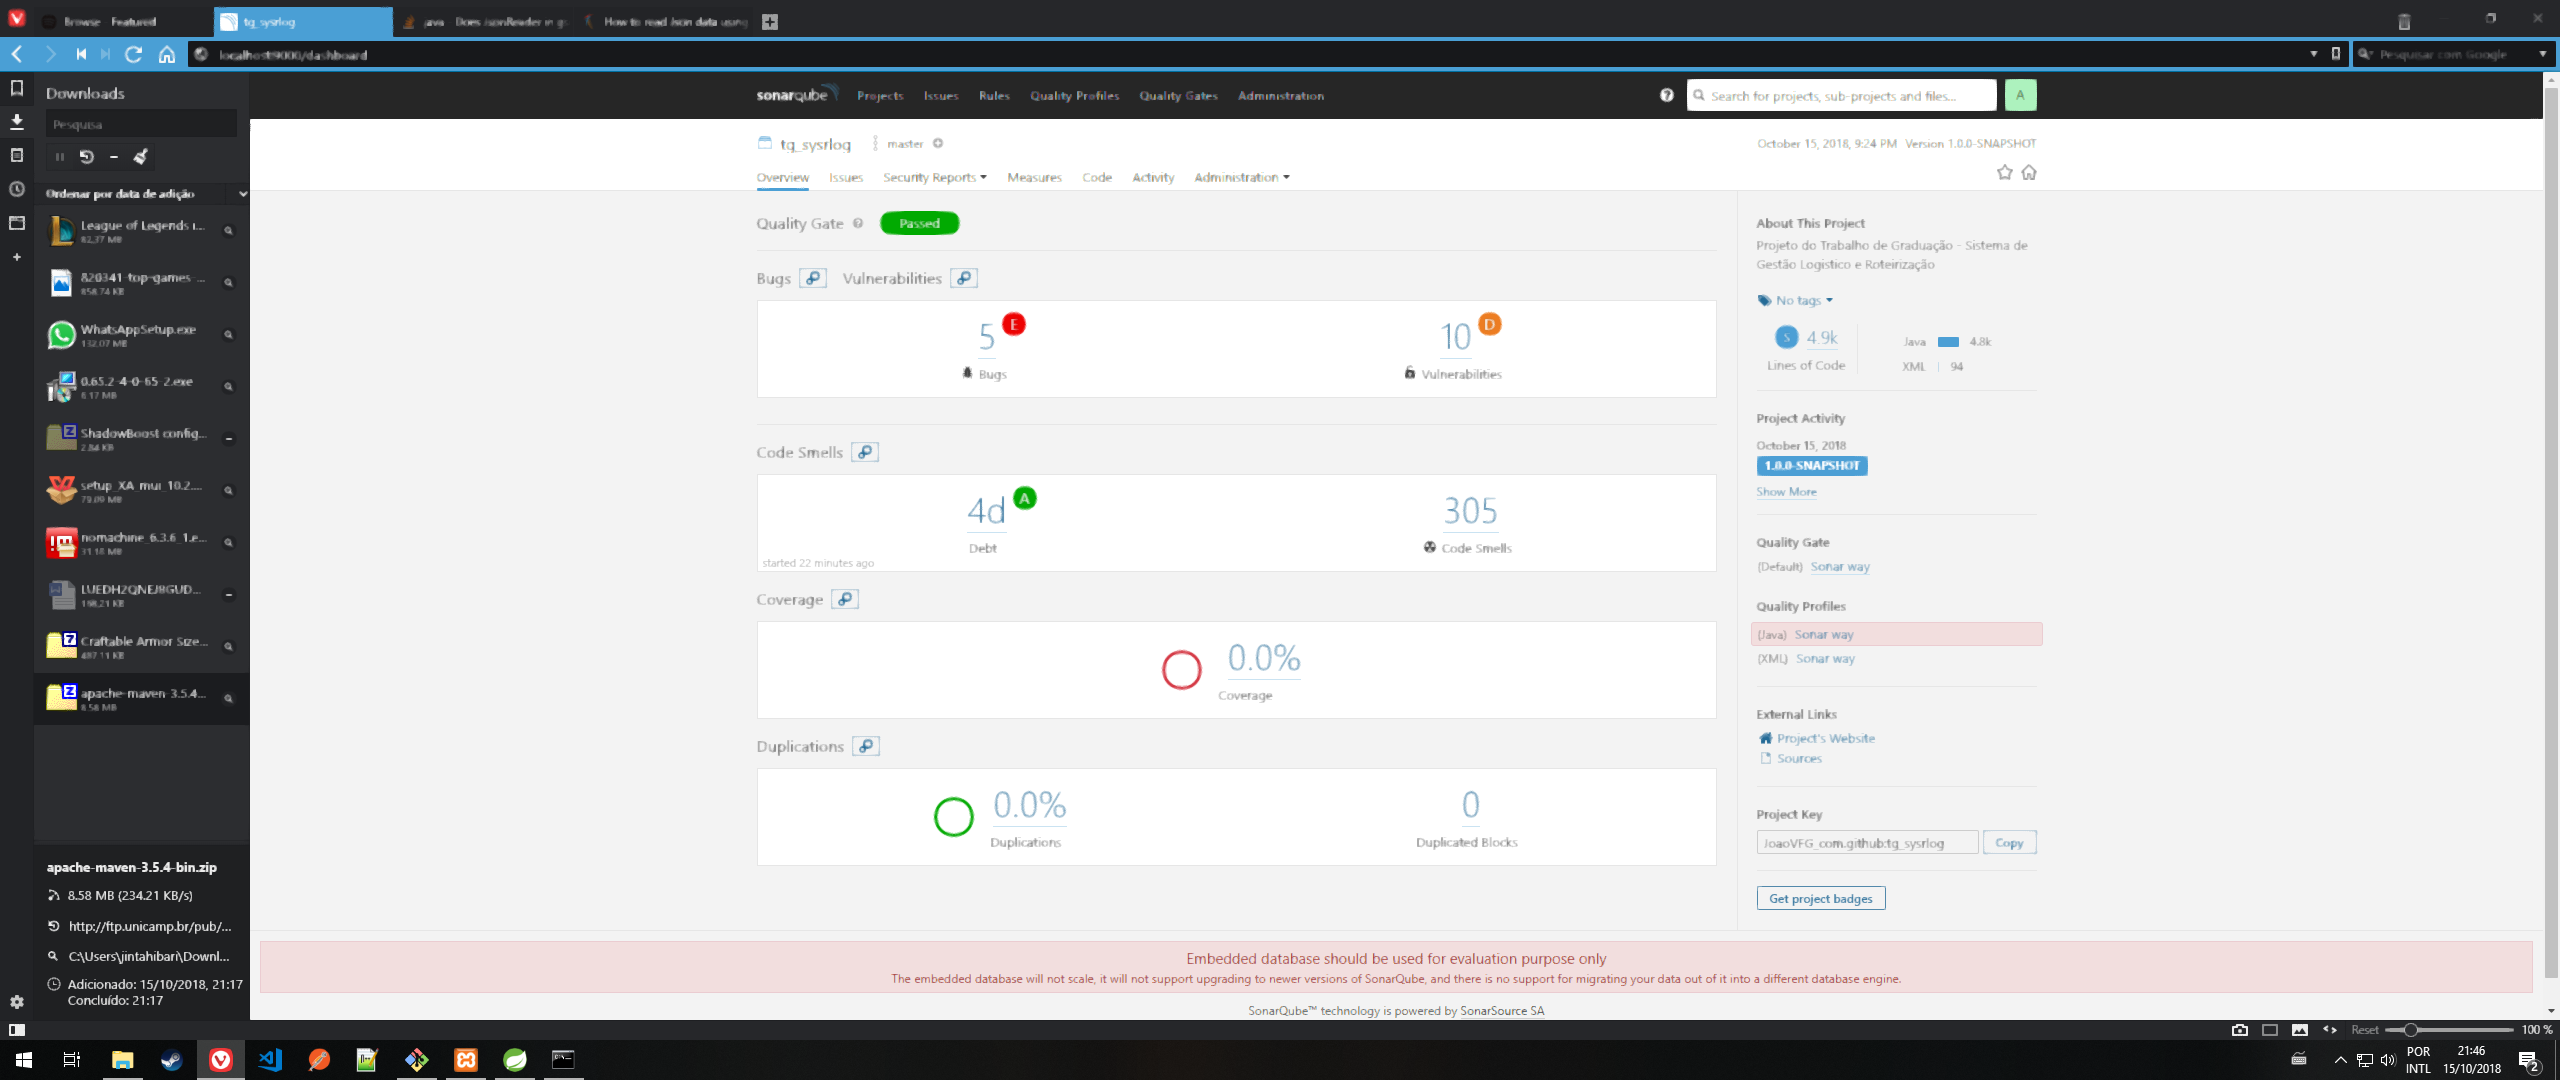 Browse Featured
tg_sysrlog
java
Does JsonReader in
How to read Json data using
localhost:9000/dashboard
Pesquisar com Google
Downloads
Pesquisa
Ordenar por data de adição
League of Legends i...
82,37 MB
820341-top-games-...
858.74 KB
WhatsAppSetup.exe
132.07 MB
0.65.2-4-0-65-2.exe
6.17 MB
ShadowBoost config...
2.84 KB
setup_XA_mui_10.2....
79.09 MB
nomachine_6.3.6_1.e...
31.18 MB
198.21 KB
Craftable Armor Size...
487.11 KB
apache-maven-3.5.4...
8.58 MB
apache-maven-3.5.4-bin.zip
8.58 MB (234.21 KB/s)
http://ftp.unicamp.br/pub/...
C:\Users\jintahibari\Downl...
Adicionado: 15/10/2018, 21:17
Concluído: 21:17
sonarqube
Projects Issues Rules Quality Profiles Quality Gates Administration
Search for projects, sub-projects and files...
A
tg_sysrlog master
October 15, 2018, 9:24 PM Version 1.0.0-SNAPSHOT
Overview Issues Security Reports Measures Code Activity Administration
Quality Gate Passed
Bugs Vulnerabilities
5 E
Bugs
10 D
Vulnerabilities
Code Smells
4d A
Debt
started 22 minutes ago
305
Code Smells
Coverage
0.0%
Coverage
Duplications
0.0%
Duplications
0
Duplicated Blocks
About This Project
Projeto do Trabalho de Graduação - Sistema de
Gestão Logistico e Roteirização
No tags
S 4.9k
Lines of Code
Java 4.8k
XML 94
Project Activity
October 15, 2018
1.0.0-SNAPSHOT
Show More
Quality Gate
(Default) Sonar way
Quality Profiles
(Java) Sonar way
(XML) Sonar way
External Links
Project's Website
Sources
Project Key
JoaoVFG_com.github:tg_sysrlog
Copy
Get project badges
Embedded database should be used for evaluation purpose only
The embedded database will not scale, it will not support upgrading to newer versions of SonarQube, and there is no support for migrating your data out of it into a different database engine.
SonarQube™ technology is powered by SonarSource SA
Reset 100 %
POR
INTL
21:46
15/10/2018
2